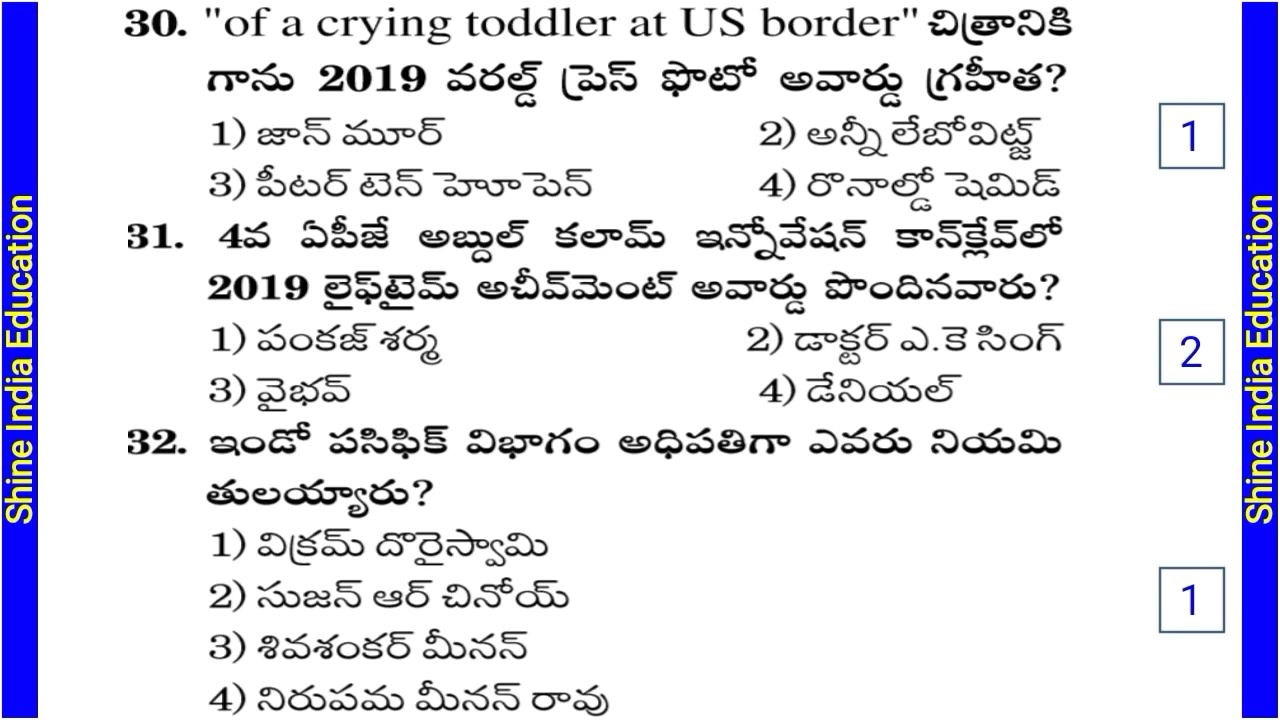 30. "of a crying toddler at US border" చిత్రానికి
గాను 2019 వరల్డ్ ప్రెస్ ఫొటో అవార్డు గ్రహీత?
1) జాన్ మూర్ 2) అన్నీ లేబోవిట్జ్
3) పీటర్ టెన్ హెూపెన్ 4) రొనాల్డో షెమిడ్
1
31. 4వ ఏపీజే అబ్దుల్ కలామ్ ఇన్నోవేషన్ కాన్‌క్లేవ్‌లో
2019 లైఫ్‌టైమ్ అచీవ్‌మెంట్ అవార్డు పొందినవారు?
1) పంకజ్ శర్మ 2) డాక్టర్ ఎ.కె సింగ్
3) వైభవ్ 4) డేనియల్
2
32. ఇండో పసిఫిక్ విభాగం అధిపతిగా ఎవరు నియమి
తులయ్యారు?
1) విక్రమ్ దొరైస్వామి
2) సుజన్ ఆర్ చినోయ్
3) శివశంకర్ మీనన్
4) నిరుపమ మీనన్ రావు
1
Shine India Education
Shine India Education